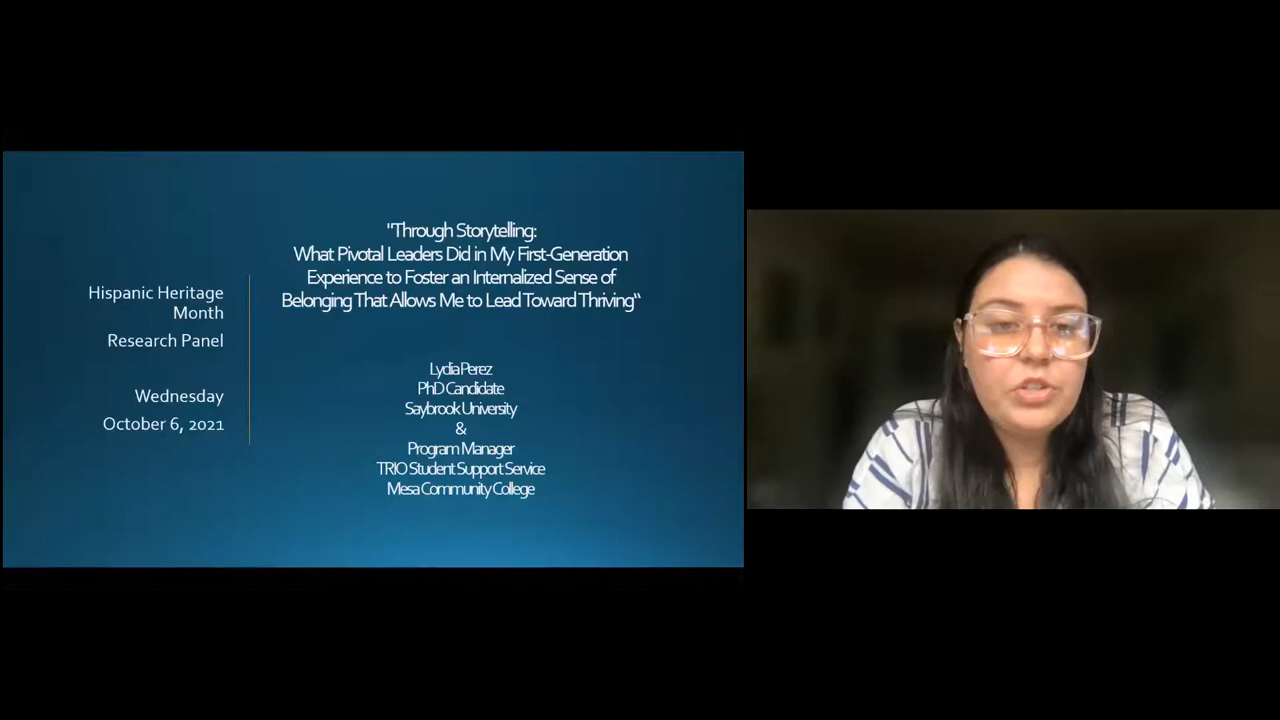 Hispanic Heritage
Month
Research Panel
Wednesday
October 6, 2021
"Through Storytelling:
What Pivotal Leaders Did in My First-Generation
Experience to Foster an Internalized Sense of
Belonging That Allows Me to Lead Toward Thriving“
Lydia Perez
PhD Candidate
Saybrook University
&
Program Manager
TRIO Student Support Service
Mesa Community College